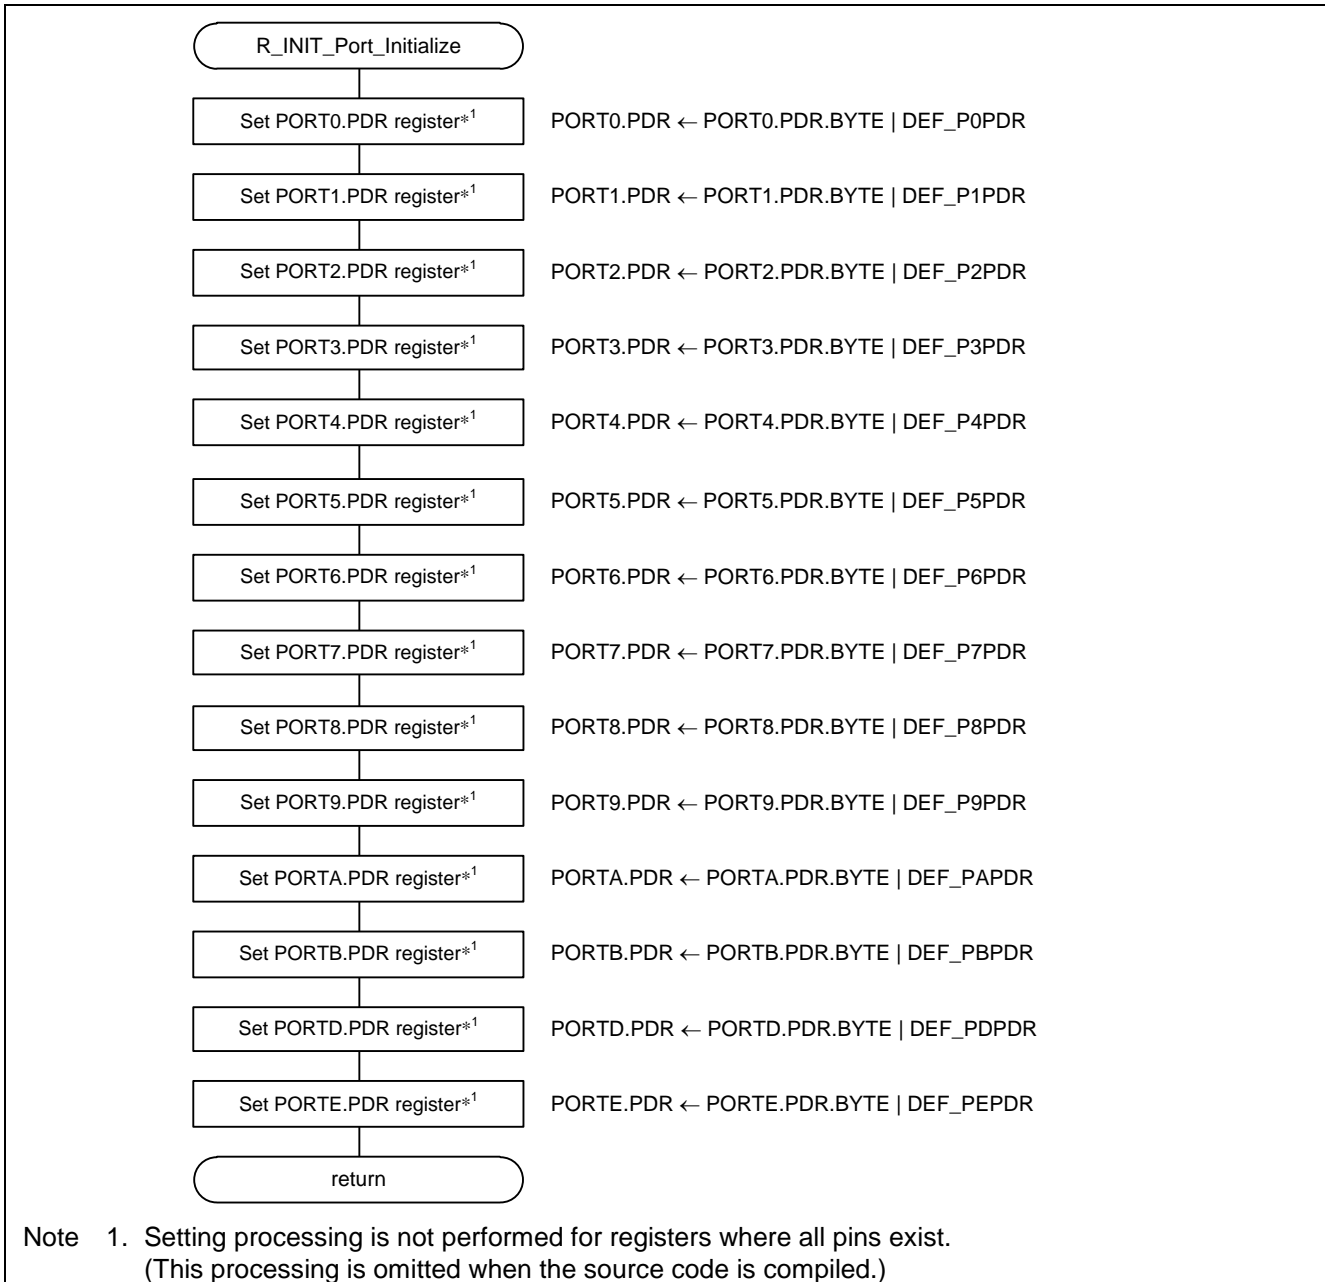 R_INIT_Port_Initialize
Set PORT0.PDR register*1 PORT0.PDR ← PORT0.PDR.BYTE | DEF_P0PDR
Set PORT1.PDR register*1 PORT1.PDR ← PORT1.PDR.BYTE | DEF_P1PDR
Set PORT2.PDR register*1 PORT2.PDR ← PORT2.PDR.BYTE | DEF_P2PDR
Set PORT3.PDR register*1 PORT3.PDR ← PORT3.PDR.BYTE | DEF_P3PDR
Set PORT4.PDR register*1 PORT4.PDR ← PORT4.PDR.BYTE | DEF_P4PDR
Set PORT5.PDR register*1 PORT5.PDR ← PORT5.PDR.BYTE | DEF_P5PDR
Set PORT6.PDR register*1 PORT6.PDR ← PORT6.PDR.BYTE | DEF_P6PDR
Set PORT7.PDR register*1 PORT7.PDR ← PORT7.PDR.BYTE | DEF_P7PDR
Set PORT8.PDR register*1 PORT8.PDR ← PORT8.PDR.BYTE | DEF_P8PDR
Set PORT9.PDR register*1 PORT9.PDR ← PORT9.PDR.BYTE | DEF_P9PDR
Set PORTA.PDR register*1 PORTA.PDR ← PORTA.PDR.BYTE | DEF_PAPDR
Set PORTB.PDR register*1 PORTB.PDR ← PORTB.PDR.BYTE | DEF_PBPDR
Set PORTD.PDR register*1 PORTD.PDR ← PORTD.PDR.BYTE | DEF_PDPDR
Set PORTE.PDR register*1 PORTE.PDR ← PORTE.PDR.BYTE | DEF_PEPDR
return
Note 1. Setting processing is not performed for registers where all pins exist.
(This processing is omitted when the source code is compiled.)